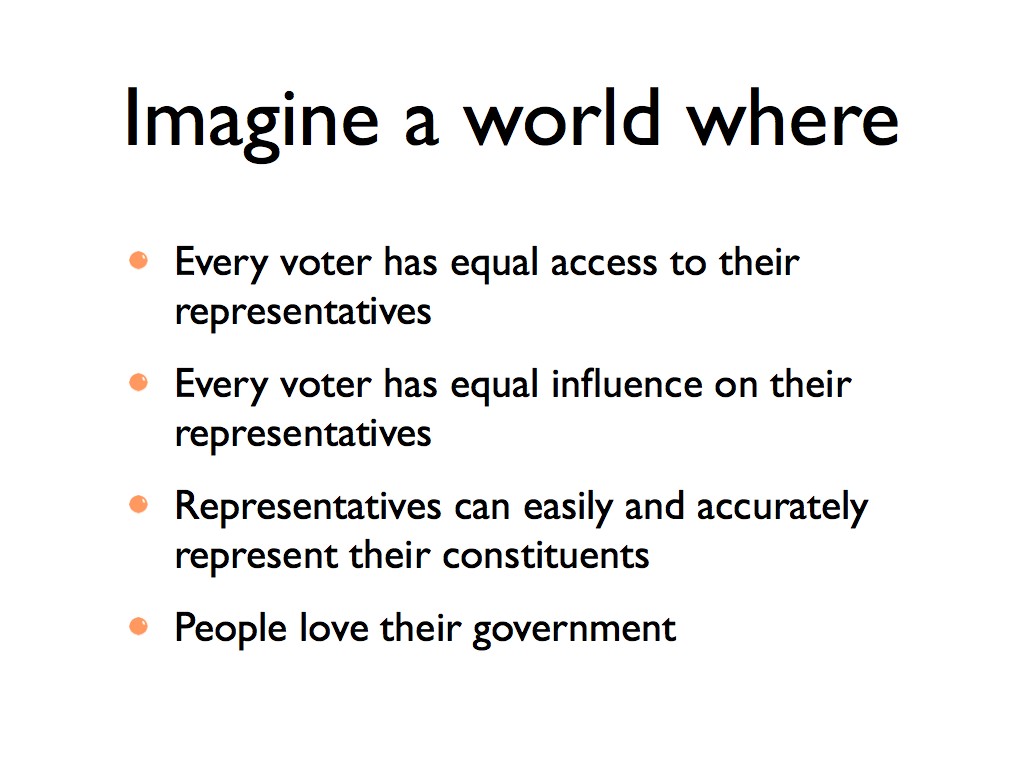 Imagine a world where
Every voter has equal access to their
representatives
Every voter has equal influence on their
representatives
Representatives can easily and accurately
represent their constituents
People love their government